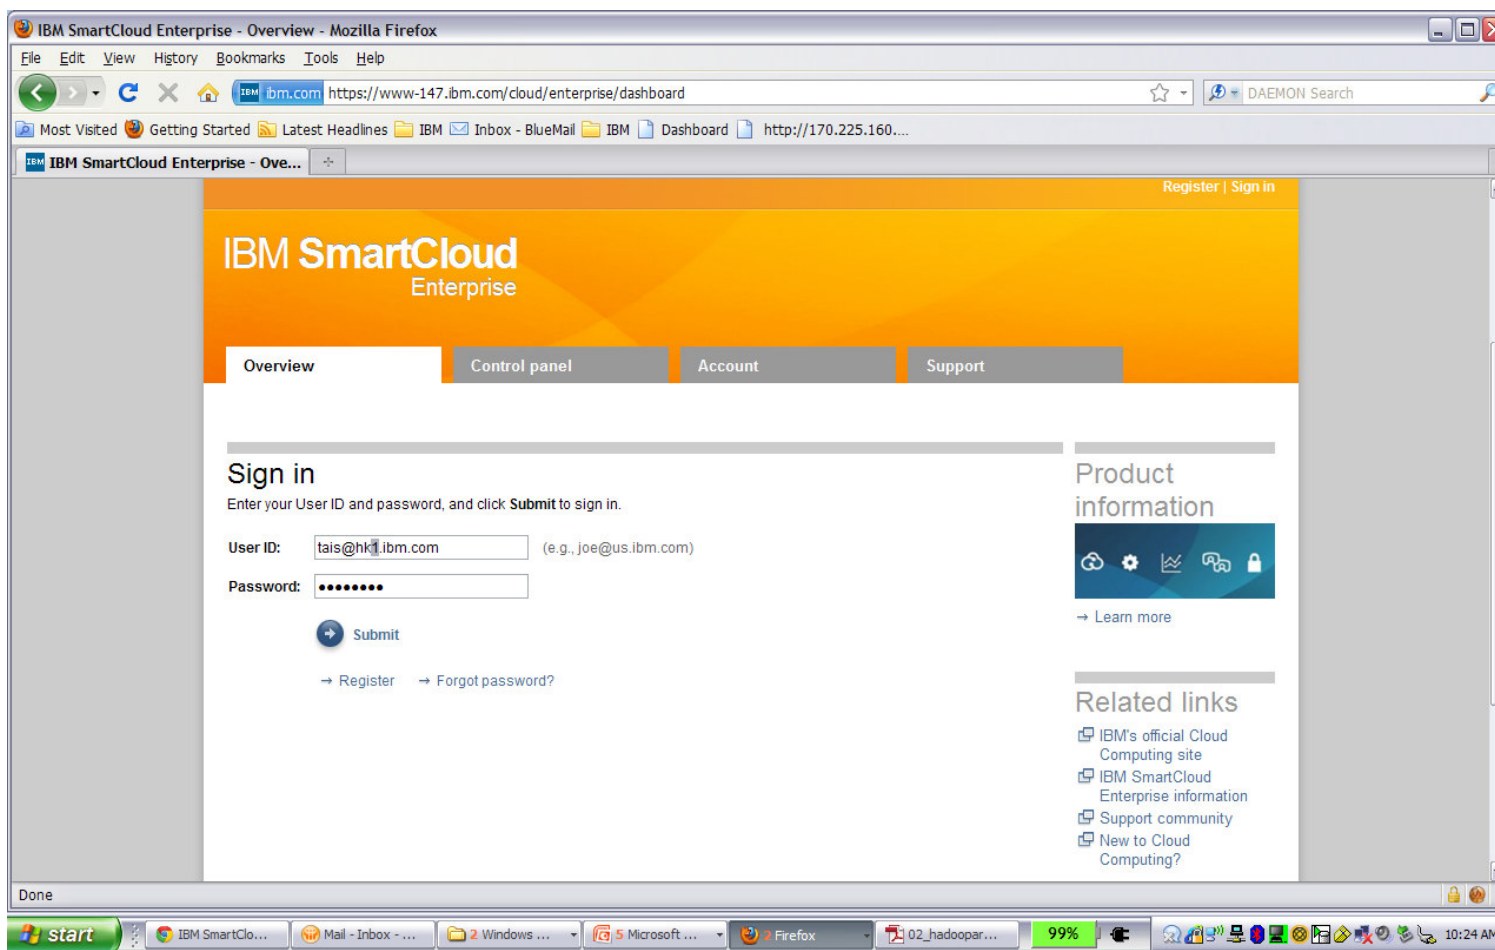 IBM SmartCloud Enterprise - Overview - Mozilla Firefox
File Edit View History Bookmarks Tools Help
IBM ibm.com https://www-147.ibm.com/cloud/enterprise/dashboard DAEMON Search
Most Visited Getting Started Latest Headlines IBM Inbox - BlueMail IBM Dashboard http://170.225.160....
IBM IBM SmartCloud Enterprise - Ove...
Register | Sign in
IBM SmartCloud
Enterprise
Overview Control panel Account Support
Sign in
Enter your User ID and password, and click Submit to sign in.
User ID: tais@hk1.ibm.com (e.g., joe@us.ibm.com)
Password: ••••••••
Submit
→ Register → Forgot password?
Product
information
→ Learn more
Related links
IBM's official Cloud
Computing site
IBM SmartCloud
Enterprise information
Support community
New to Cloud
Computing?
Done
start IBM SmartClo... Mail - Inbox - ... 2 Windows ... 5 Microsoft ... 2 Firefox 02_hadoopar... 99% 10:24 AM